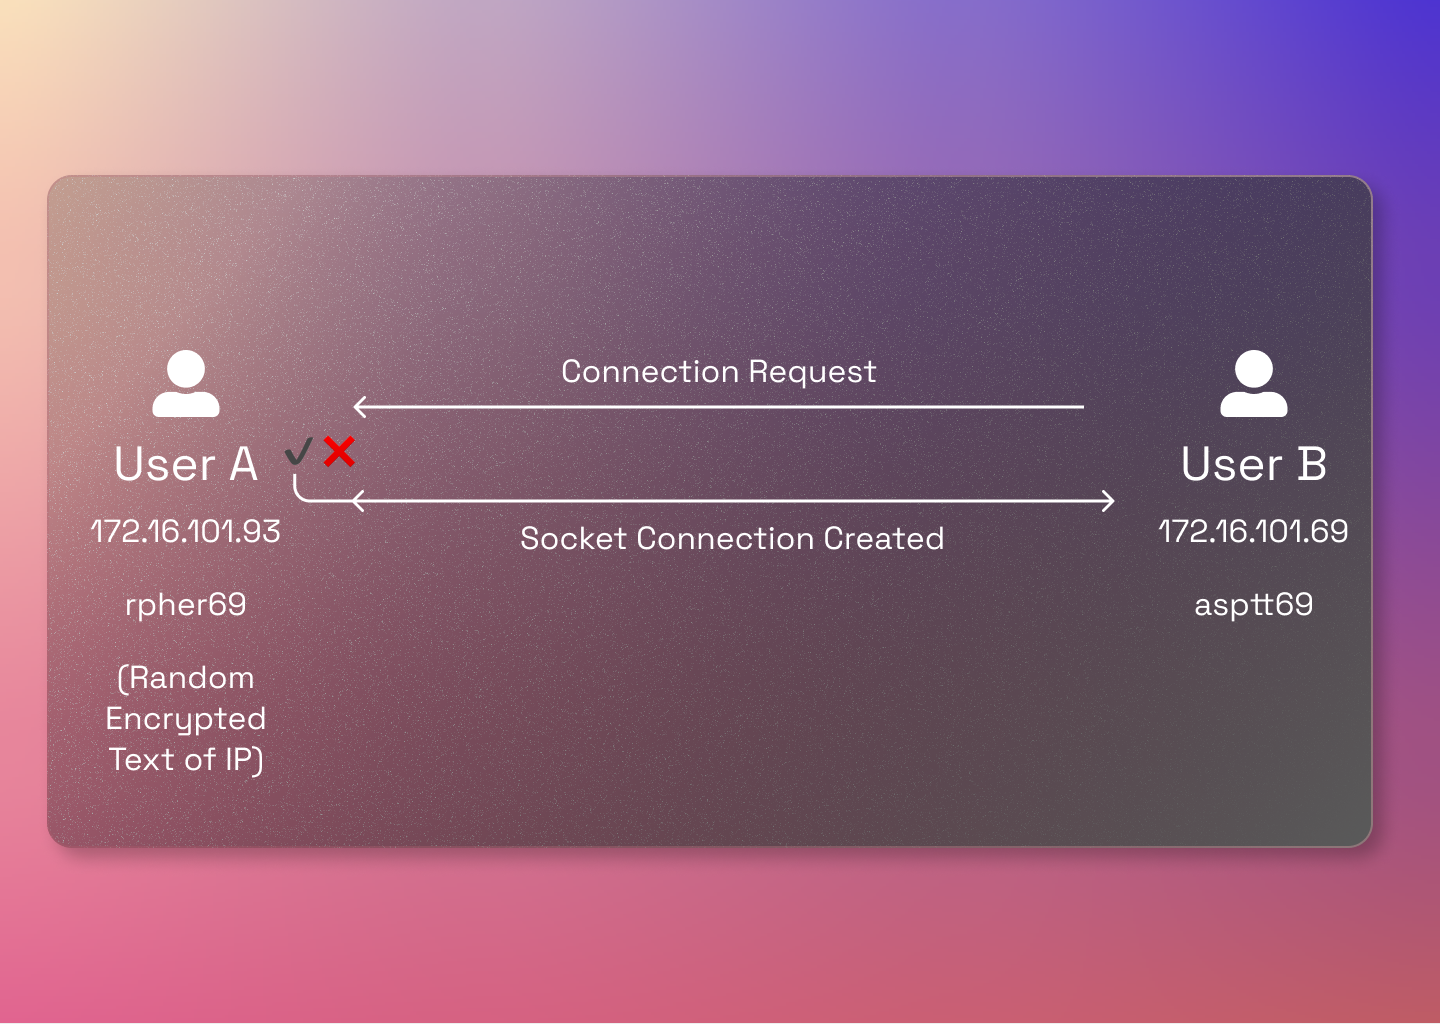 Connection Request
User A
User B
172.16.101.93
172.16.101.69
Socket Connection Created
rpher69
asptt69
(Random
Encrypted
Text of IP)